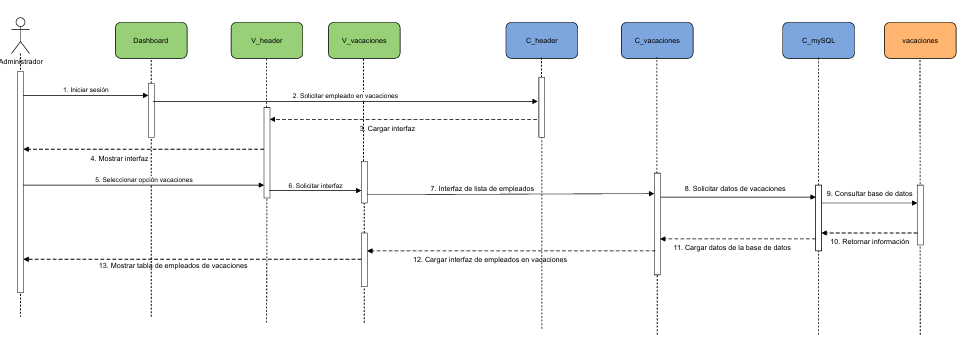 Dashboard
V_header
V_vacaciones
C_header
C_vacaciones
C_mySQL
vacaciones
Administrador
1. Iniciar sesión
2. Solicitar empleado en vacaciones
3. Cargar interfaz
4. Mostrar interfaz
5. Seleccionar opción vacaciones
6. Solicitar interfaz
7. Interfaz de lista de empleados
8. Solicitar datos de vacaciones
9. Consultar base de datos
10. Retornar información
11. Cargar datos de la base de datos
12. Cargar interfaz de empleados en vacaciones
13. Mostrar tabla de empleados de vacaciones